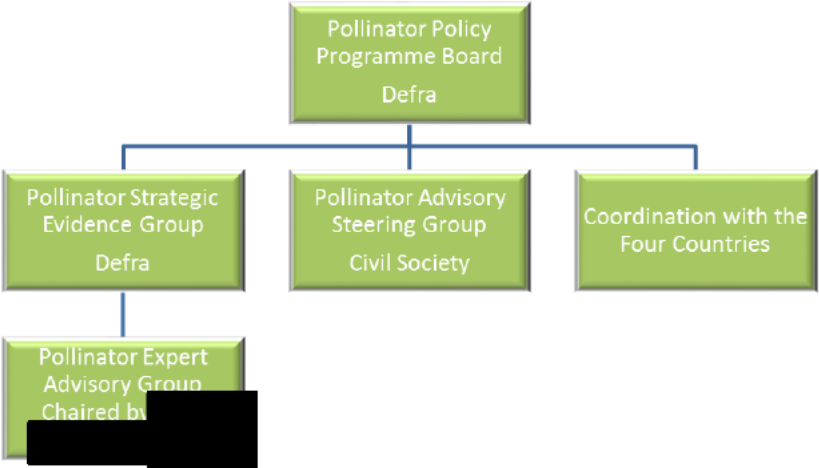 Pollinator Policy
Programme Board
Defra
Pollinator Strategic
Evidence Group
Defra
Pollinator Advisory
Steering Group
Civil Society
Coordination with the
Four Countries
Pollinator Expert
Advisory Group
Chaired by